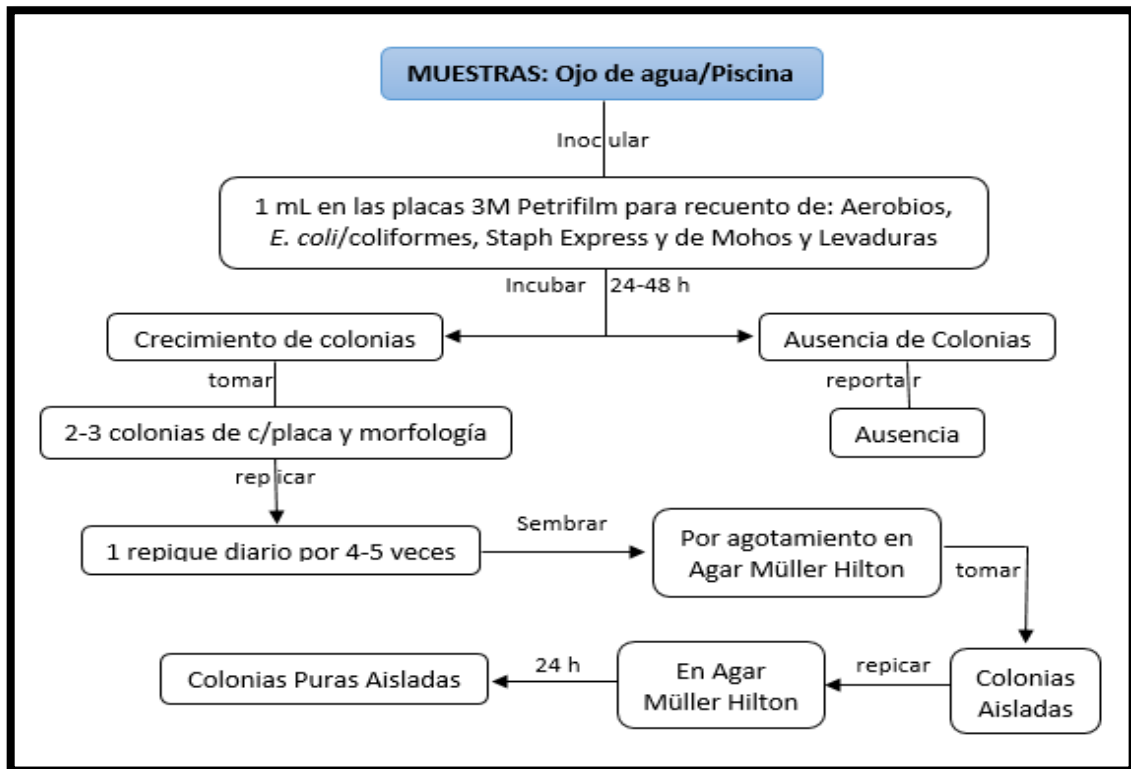 MUESTRAS: Ojo de agua/Piscina
Inocular
1 mL en las placas 3M Petrifilm para recuento de: Aerobios,
E. coli/coliformes, Staph Express y de Mohos y Levaduras
Incubar 24-48 h
Crecimiento de colonias
Ausencia de Colonias
tomar
reportar
2-3 colonias de c/placa y morfología
Ausencia
repicar
1 repique diario por 4-5 veces
Sembrar
Por agotamiento en
Agar Müller Hilton
tomar
Colonias
Aisladas
repicar
En Agar
Müller Hilton
24 h
Colonias Puras Aisladas